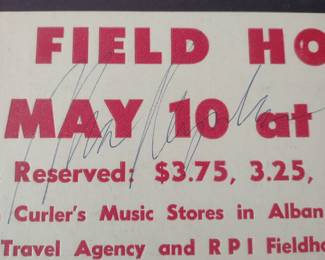 FIELD HO
MAY 10 at
Reserved: $3.75, 3.25,
Curler's Music Stores in Alban
Travel Agency and RPI Fieldho